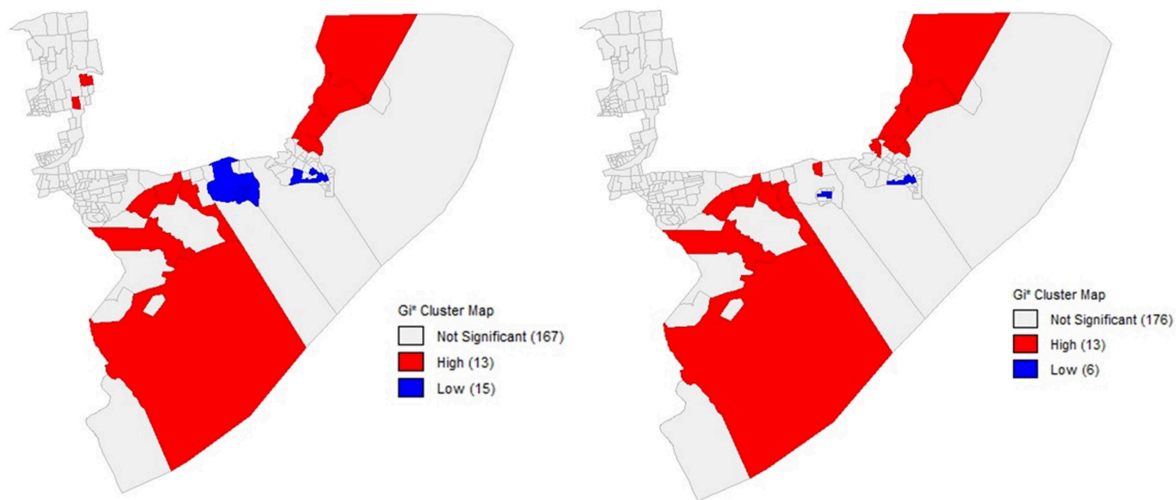 Gi* Cluster Map
Not Significant (167)
High (13)
Low (15)
Gi* Cluster Map
Not Significant (176)
High (13)
Low (6)